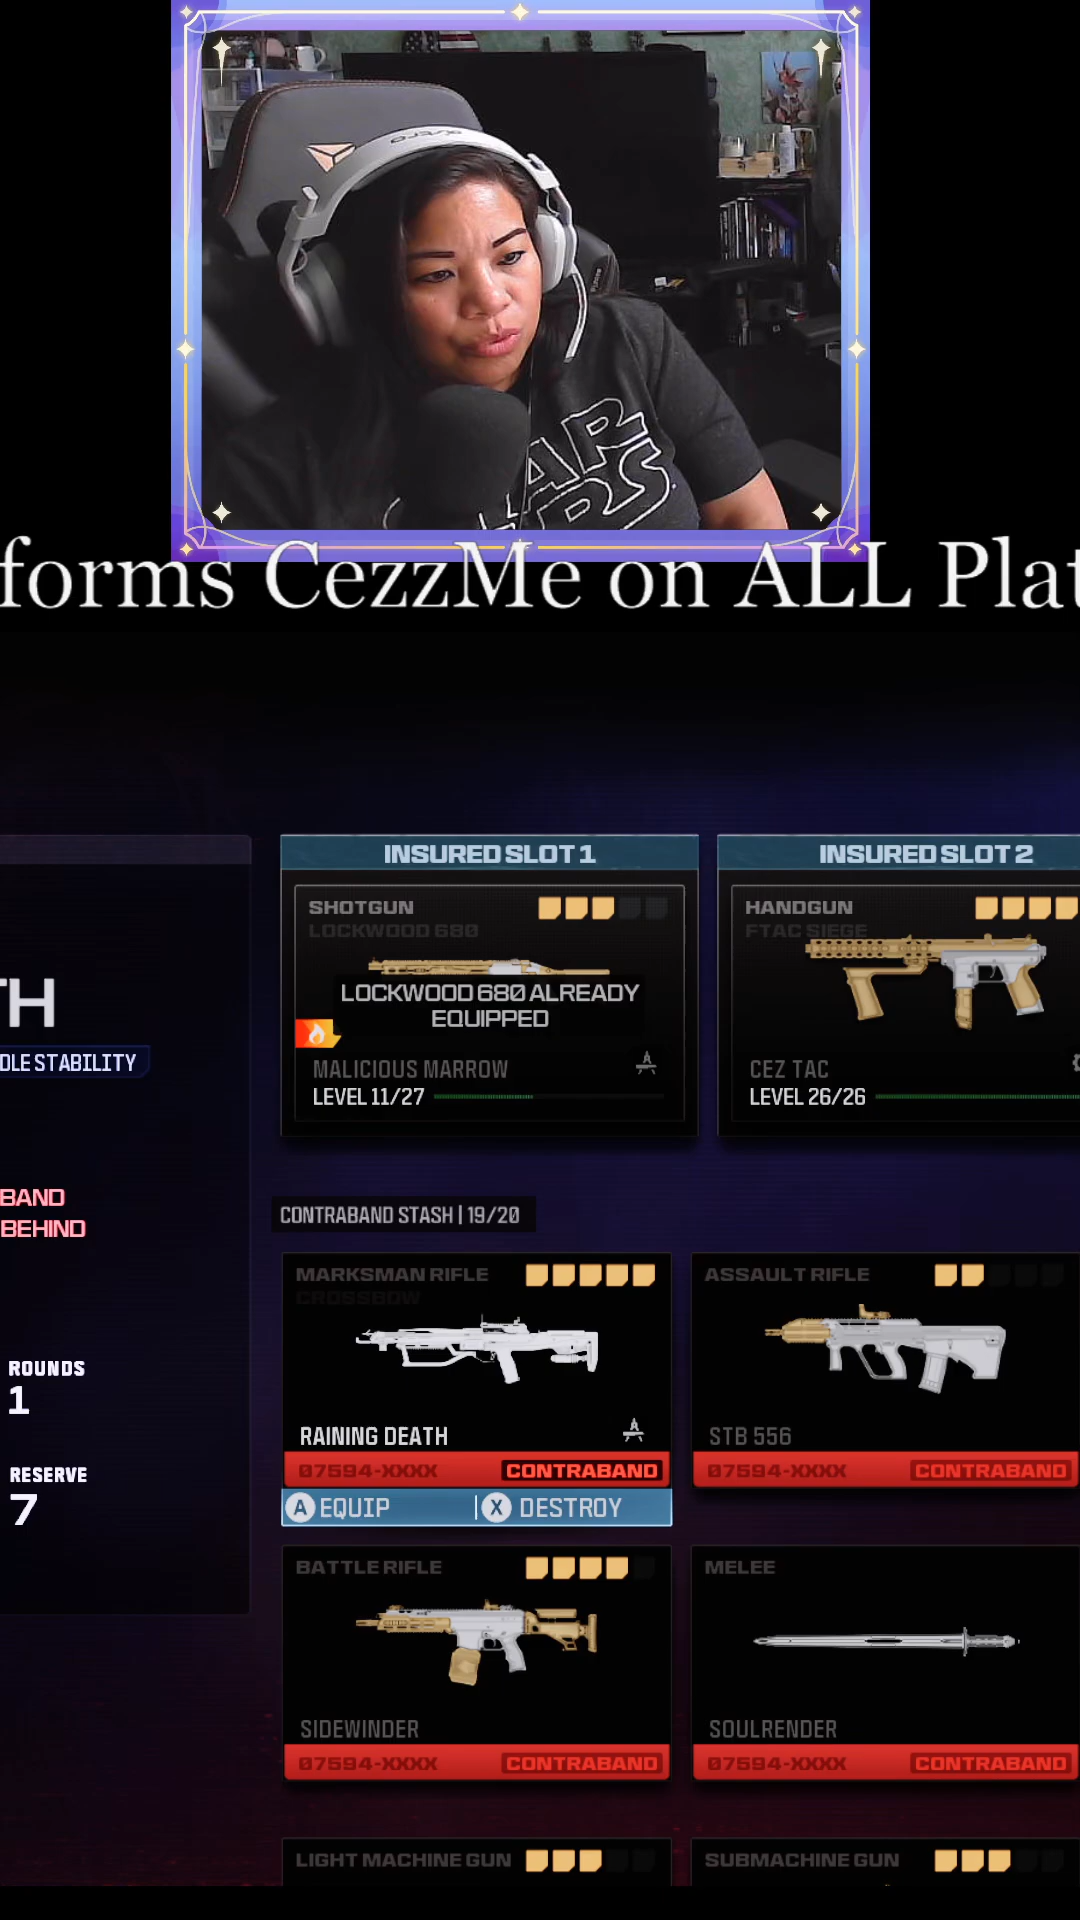 forms CezzMe on ALL Plat
INSURED SLOT 1
INSURED SLOT 2
SHOTGUN
LOCKWOOD 680
HANDGUN
FTAC SIEGE
LOCKWOOD 680 ALREADY
EQUIPPED
MALICIOUS MARROW
LEVEL 11/27
CEZ TAC
LEVEL 26/26
TH
DLE STABILITY
BAND
BEHIND
ROUNDS
1
RESERVE
7
CONTRABAND STASH | 19/20
MARKSMAN RIFLE
CROSSBOW
RAINING DEATH
07594-XXXX CONTRABAND
A EQUIP | X DESTROY
ASSAULT RIFLE
STB 556
07594-XXXX CONTRABAND
BATTLE RIFLE
SIDEWINDER
07594-XXXX CONTRABAND
MELEE
SOULRENDER
07594-XXXX CONTRABAND
LIGHT MACHINE GUN
SUBMACHINE GUN